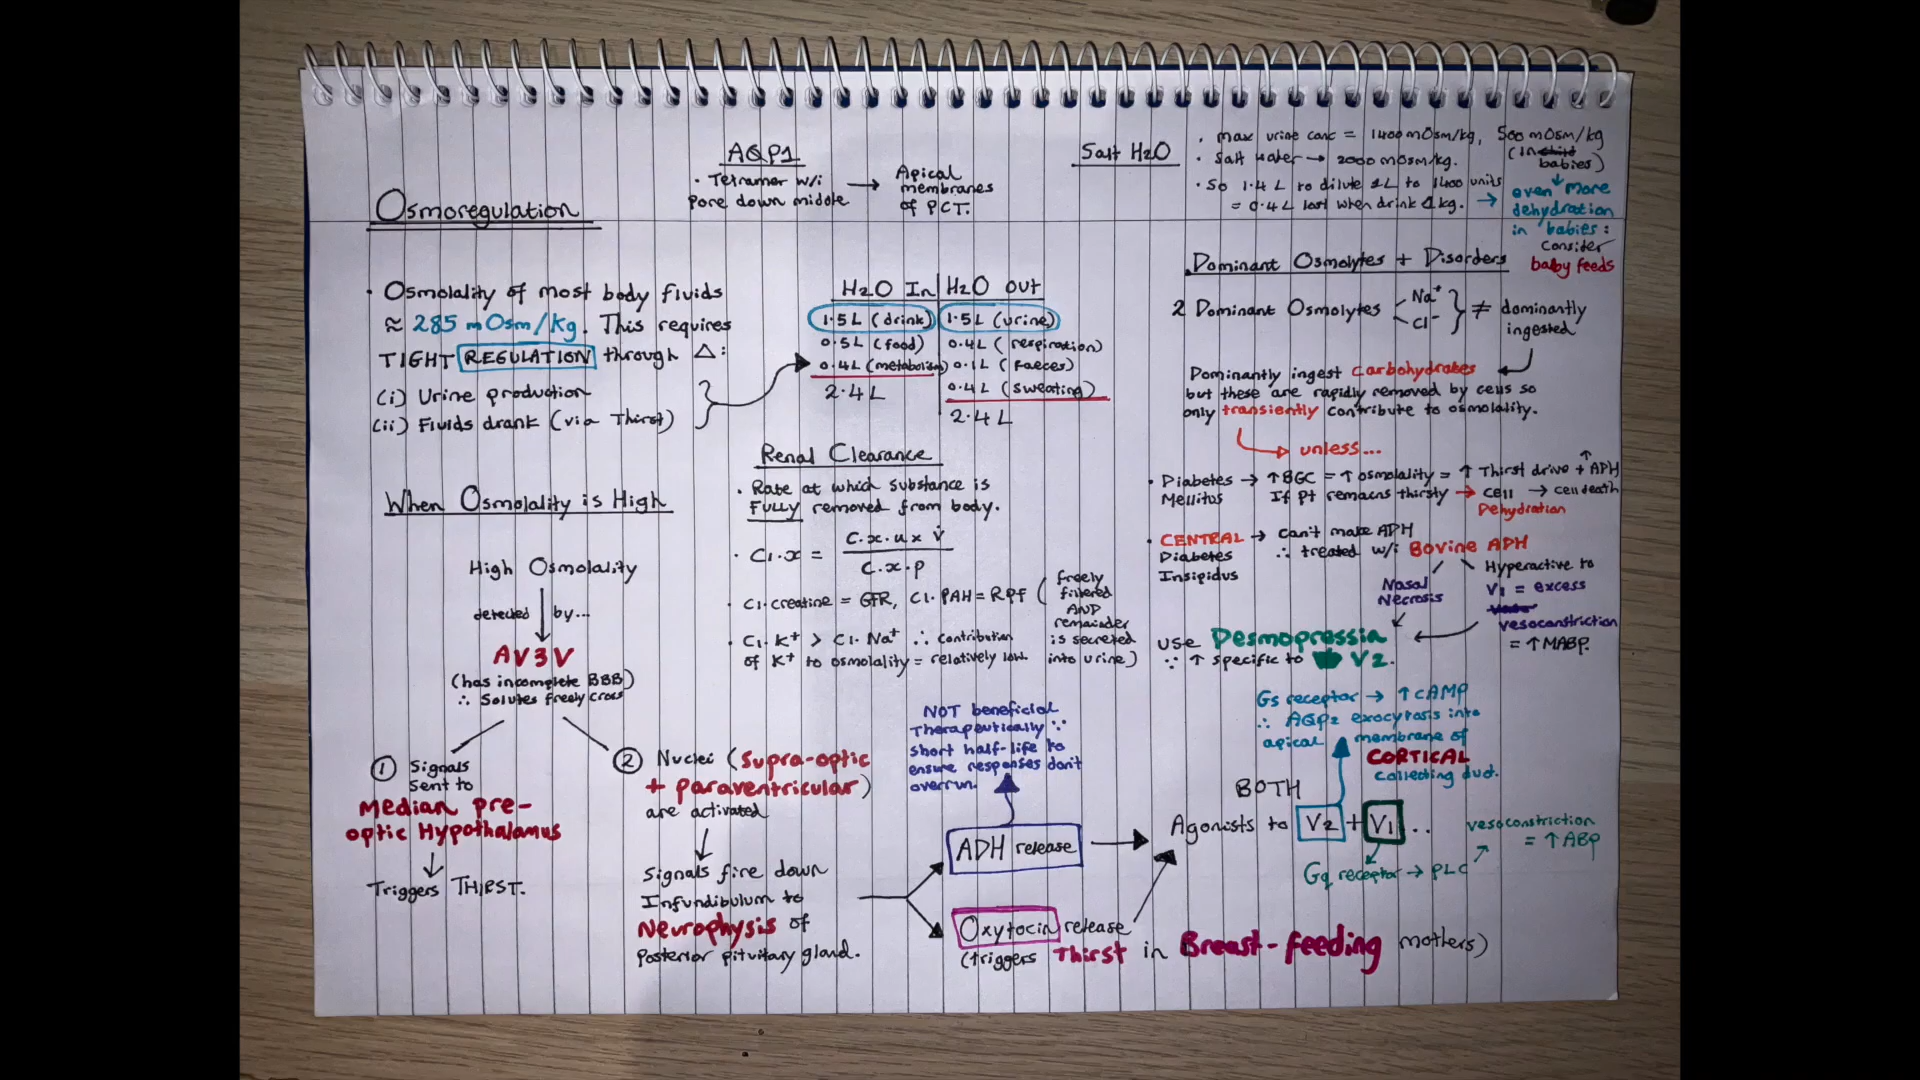 Osmoregulation
• Osmolality of most body fluids
≈ 285 mOsm/kg. This requires
TIGHT REGULATION through Δ:
(i) Urine production
(ii) Fluids drank (via Thirst)
AQP1
• Tetramer w/i
pore down middle
→ Apical
membranes
of PCT.
Salt H2O
• max urine conc = 1400 mOsm/kg, 500 mOsm/kg
(in babies)
• Salt water → 2000 mOsm/kg.
• So 1.4 L to dilute 1L to 1400 units
= 0.4 L lost when drink 1 kg. →
even more
dehydration
in babies:
consider
baby feeds
H2O In | H2O out
1.5 L (drink) | 1.5 L (urine)
0.5 L (food) | 0.4 L (respiration)
0.4 L (metabolism) | 0.1 L (faeces)
0.4 L (sweating)
2.4 L
2.4 L
Renal Clearance
• Rate at which substance is
FULLY removed from body.
• Cl.x = C.x.u x V̇
C.x.p
• Cl.creatine = GFR, Cl.PAH = RPF (freely
filtered
AND
remainder
is secreted
into urine)
• Cl.K⁺ > Cl.Na⁺ ∴ contribution
of K⁺ to osmolality = relatively low.
Dominant Osmolytes + Disorders
2 Dominant Osmolytes < Na⁺
Cl⁻ } ≠ dominantly
ingested
Dominantly ingest carbohydrates
but these are rapidly removed by cells so
only transiently contribute to osmolality.
unless...
• Diabetes → ↑BGC = ↑ osmolality = ↑ Thirst drive + ↑ ADH
Mellitus If pt remains thirsty → cell → cell death
Dehydration
• CENTRAL → can't make ADH
Diabetes ∴ treated w/i Bovine ADH
Insipidus
Nasal
Necrosis
Hyperactive to
V1 = excess
vesoconstriction
= ↑ MABP.
use Desmopressin
∵ ↑ specific to V2.
When Osmolality is High
High Osmolality
detected by...
AV3V
(has incomplete BBB)
∴ Solutes freely cross
① Signals
sent to
Median pre-
optic Hypothalamus
Triggers THIRST.
② Nuclei (Supra-optic
+ paraventricular)
are activated
Signals fire down
Infundibulum to
Neurophysis of
Posterior pituitary gland.
NOT beneficial
Therapeutically ∵
short half-life to
ensure responses don't
overrun.
ADH release
Oxytocin release
(triggers Thirst in Breast-feeding mothers)
Gs receptor → ↑ cAMP
∴ AQP2 exocytosis into
apical membrane of
CORTICAL
collecting duct.
BOTH
Agonists to V2 + V1 ..
Gq receptor → PLC
vesoconstriction
= ↑ ABP